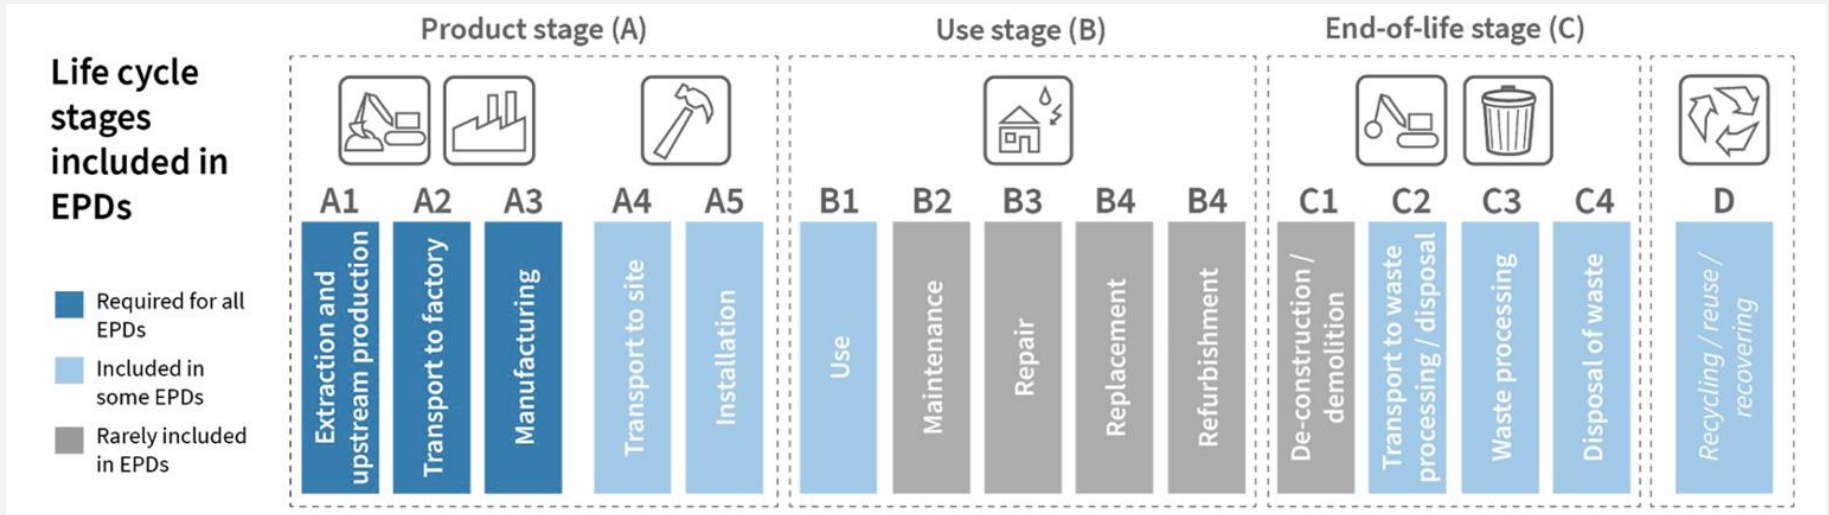 Life cycle
stages
included in
EPDs
Required for all
EPDs
Included in
some EPDs
Rarely included
in EPDs
Product stage (A)
A1
A2
A3
A4
A5
Extraction and
upstream production
Transport to factory
Manufacturing
Transport to site
Installation
Use stage (B)
B1
B2
B3
B4
B4
Use
Maintenance
Repair
Replacement
Refurbishment
End-of-life stage (C)
C1
C2
C3
C4
De-construction /
demolition
Transport to waste
processing / disposal
Waste processing
Disposal of waste
D
Recycling / reuse /
recovering